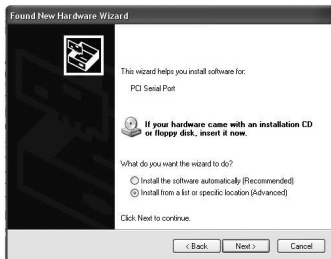 Found New Hardware Wizard
This wizard helps you install software for:
PCI Serial Port
If your hardware came with an installation CD
or floppy disk, insert it now.
What do you want the wizard to do?
Install the software automatically (Recommended)
Install from a list or specific location (Advanced)
Click Next to continue.
< Back
Next >
Cancel